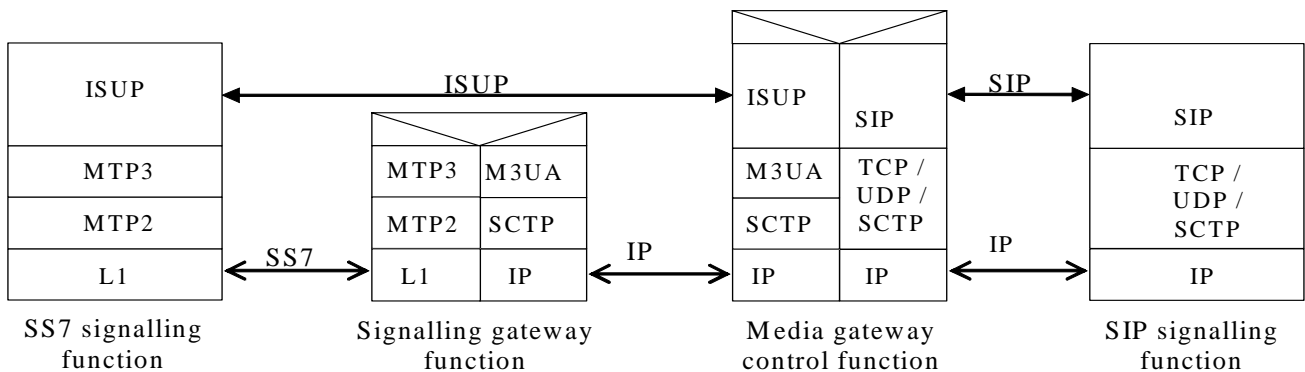 ISUP
MTP3
MTP2
L1
SS7 signalling
function
ISUP
SS7
MTP3
MTP2
L1
M3UA
SCTP
IP
Signalling gateway
function
IP
ISUP
M3UA
SCTP
IP
SIP
TCP /
UDP /
SCTP
IP
Media gateway
control function
SIP
IP
SIP
TCP /
UDP /
SCTP
IP
SIP signalling
function